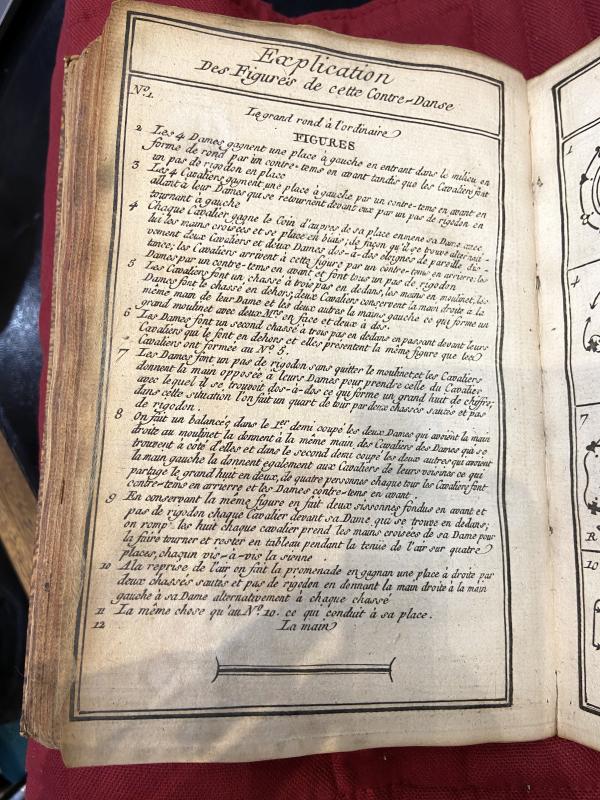 Explication
Des Figures de cette Contre-Danse
Nº1.
Le grand rond à l'ordinaire
FIGURES
2 Les 4 Dames gagnent une place à gauche en entrant dans le milieu en
forme de rond par un contre-tems en avant tandis que les Cavaliers font
un pas de rigodon en place
3 Les 4 Cavaliers gagnent une place à gauche par un contre-tems en avant en
allant à leur Dames qui se retournent devant eux par un pas de rigodon en
tournant à gauche
4 Chaque Cavalier gagne le Coin d'aupres de sa place enmene sa Dame avec
lui les mains croisées et se place en biais; de façon qu'il se trouve alternati-
vement deux Cavaliers et deux Dames dos-à-dos eloignés de pareille dis-
tance; les Cavaliers arrivent à cette figure par un contre-tems en arriere; les
Dames par un contre-tems en avant et font tous un pas de rigodon
5 Les Cavaliers font un chassé à trois pas en dedans, les mains en moulinet, les
Dames font le chassé en dehors; deux Cavaliers conservent la main droite a la
même main de leur Dame et les deux autres la mains gauche ce qui forme un
grand moulinet avec deux Mrs en face et deux à dos.
6 Les Dames font un second chassé à trois pas en dedans en passant devant leurs
Cavaliers qui le font en dehors et elles présentent la même figure que les
Cavaliers ont formée au Nº 5.
7 Les Dames font un pas de rigodon sans quitter le moulinet et les Cavaliers
donnent la main opposée à leurs Dames pour prendre celle du Cavalier
avec lequel il se trouvoit dos-à-dos ce qui forme un grand huit de chiffre;
dans cette situation l'on fait un quart de tour par deux chassés sautés et pas
de rigodon.
8 On fait un balancé; dans le 1er demi coupé les deux Dames qui avoient la main
droite au moulinet la donnent à la même main des Cavaliers des Dames qui se
trouvent à côté d'elles et dans le second demi coupé les deux autres qui avoient
la main gauche la donnent également aux Cavaliers de leurs voisines ce qui
partage le grand huit en deux, de quatre personnes chaque tour les Cavaliers font
contre-tems en arrierre et les Dames contre-tems en avant.
9 En conservant la même figure on fait deux sissonnes fondus en avant et
pas de rigodon chaque Cavalier devant sa Dame qui se trouve en dedans;
on rompt les huit chaque cavalier prend les mains croisées de sa Dame pour
la faire tourner et rester en tableau pendant la tenüe de l'air sur quatre
places, chaqun vis-à-vis la sienne.
10 A la reprise de l'air on fait la promenade en gagnan une place à droite par
deux chassés sautés et pas de rigodon en donnant la main droite à la main
gauche à sa Dame alternativement à chaque chassé
11 La même chose qu'au Nº 10. ce qui conduit à sa place.
12 La main
1
4
7
R
10